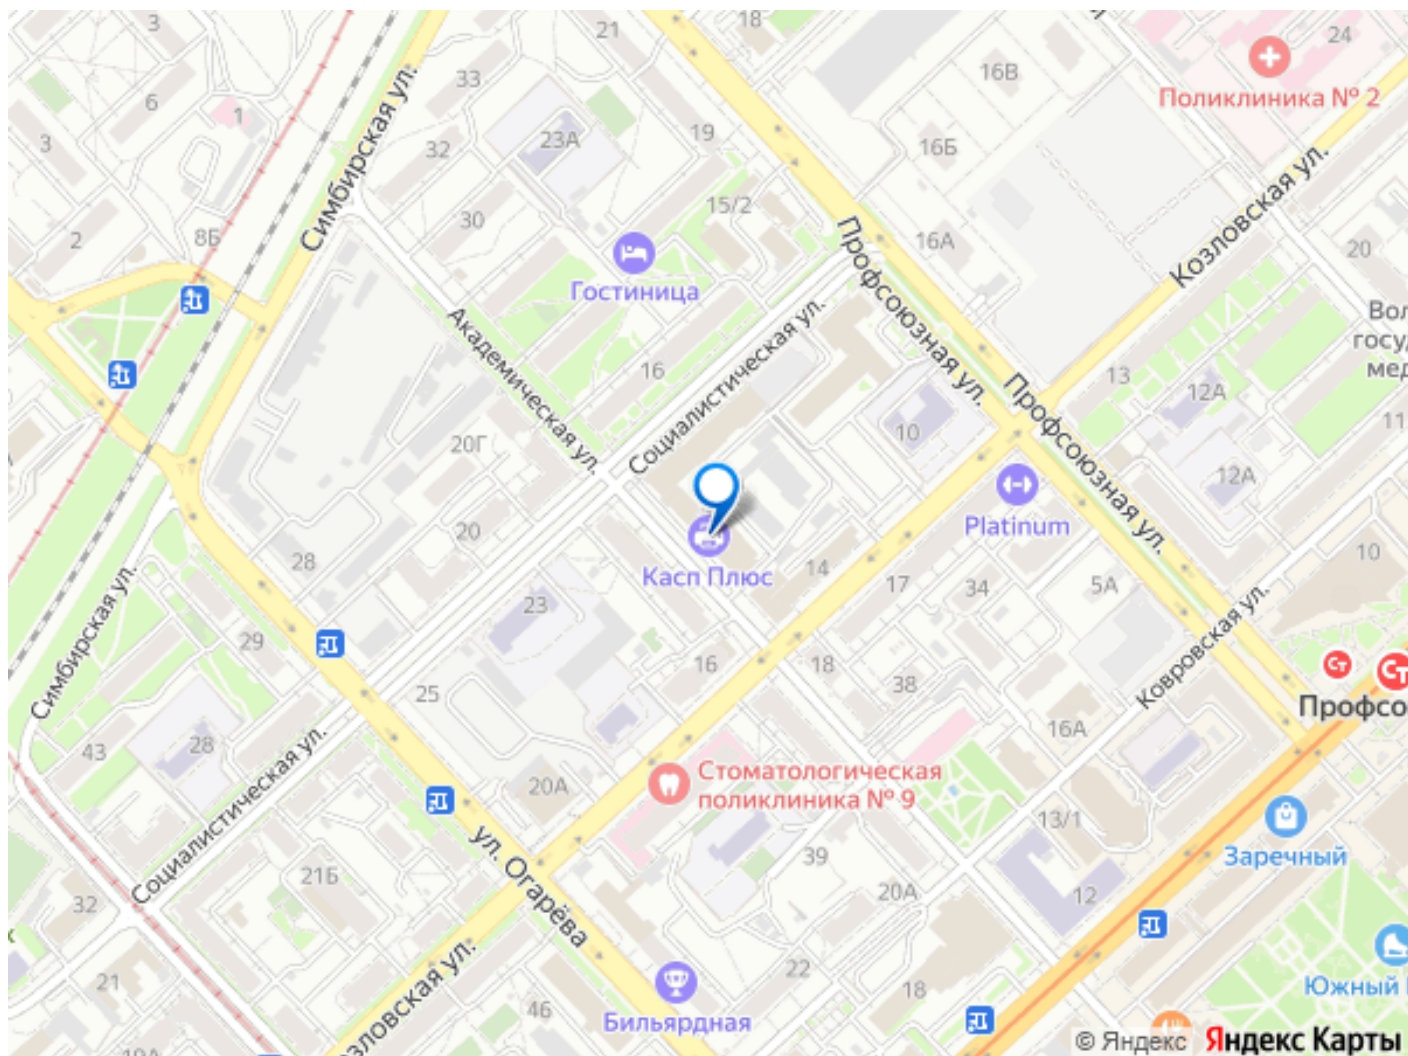 3
21
18
24
16В
Поликлиника № 2
33
6
1
Симбирская ул.
3
32
23А
19
16Б
Козловская ул.
15/2
30
2
8Б
Профсоюзная ул.
16А
20
Гостиница
Академическая ул.
Социалистическая ул.
16
Профсоюзная ул.
13
12А
11
20Г
10
12А
20
Platinum
Касп Плюс
14
28
17
34
5А
10
23
Симбирская ул.
29
16
18
38
Ковровская ул.
25
16А
43
28
Стоматологическая
поликлиника № 9
20А
Социалистическая ул.
13/1
Заречный
39
21Б
20А
12
32
ул. Огарёва
22
21
18
46
Бильярдная
© Яндекс Яндекс Карты